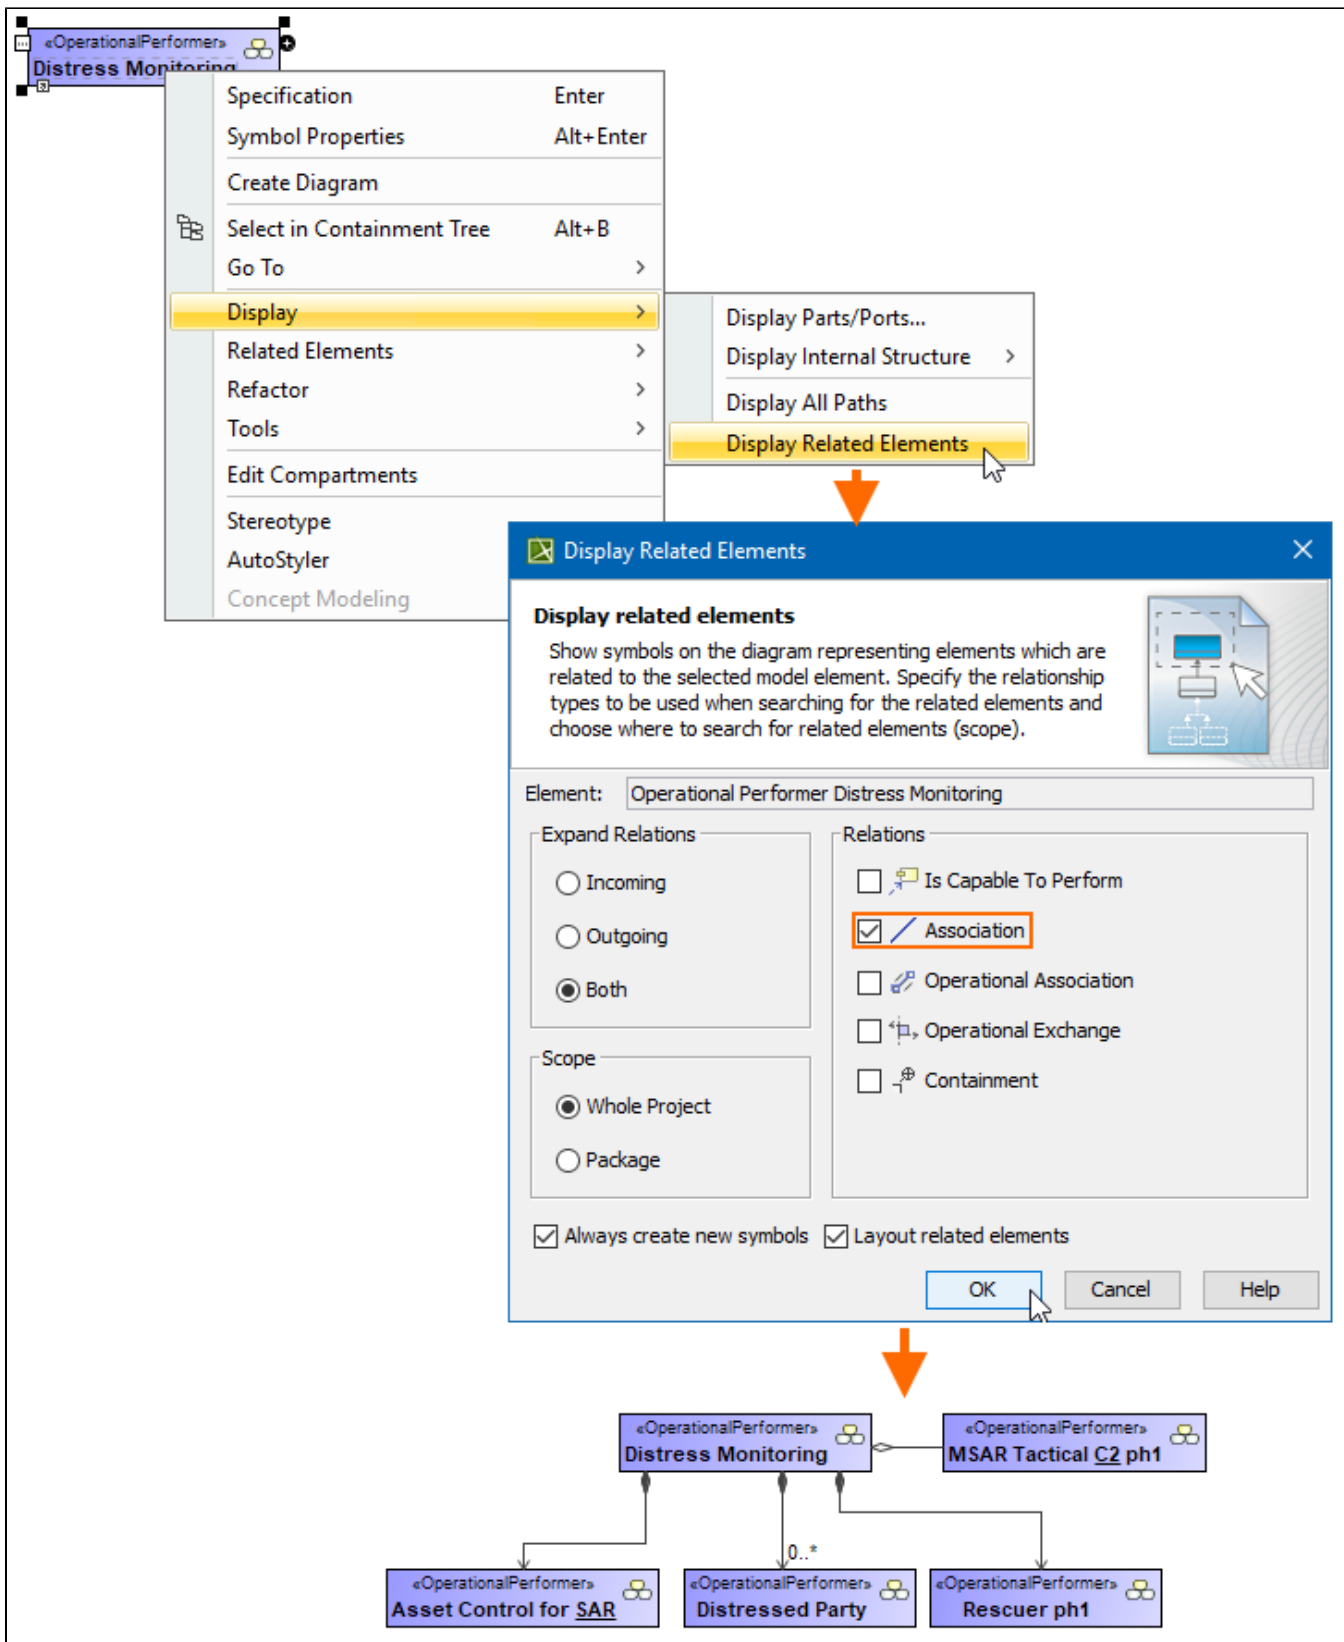 «OperationalPerformer»
Distress Monitoring
Specification Enter
Symbol Properties Alt+Enter
Create Diagram
Select in Containment Tree Alt+B
Go To
Display
Related Elements
Refactor
Tools
Edit Compartments
Stereotype
AutoStyler
Concept Modeling
Display Parts/Ports...
Display Internal Structure
Display All Paths
Display Related Elements
Display Related Elements
Display related elements
Show symbols on the diagram representing elements which are
related to the selected model element. Specify the relationship
types to be used when searching for the related elements and
choose where to search for related elements (scope).
Element: Operational Performer Distress Monitoring
Expand Relations
Incoming
Outgoing
Both
Scope
Whole Project
Package
Relations
Is Capable To Perform
Association
Operational Association
Operational Exchange
Containment
Always create new symbols Layout related elements
OK Cancel Help
«OperationalPerformer»
Distress Monitoring
«OperationalPerformer»
MSAR Tactical C2 ph1
0..*
«OperationalPerformer»
Asset Control for SAR
«OperationalPerformer»
Distressed Party
«OperationalPerformer»
Rescuer ph1